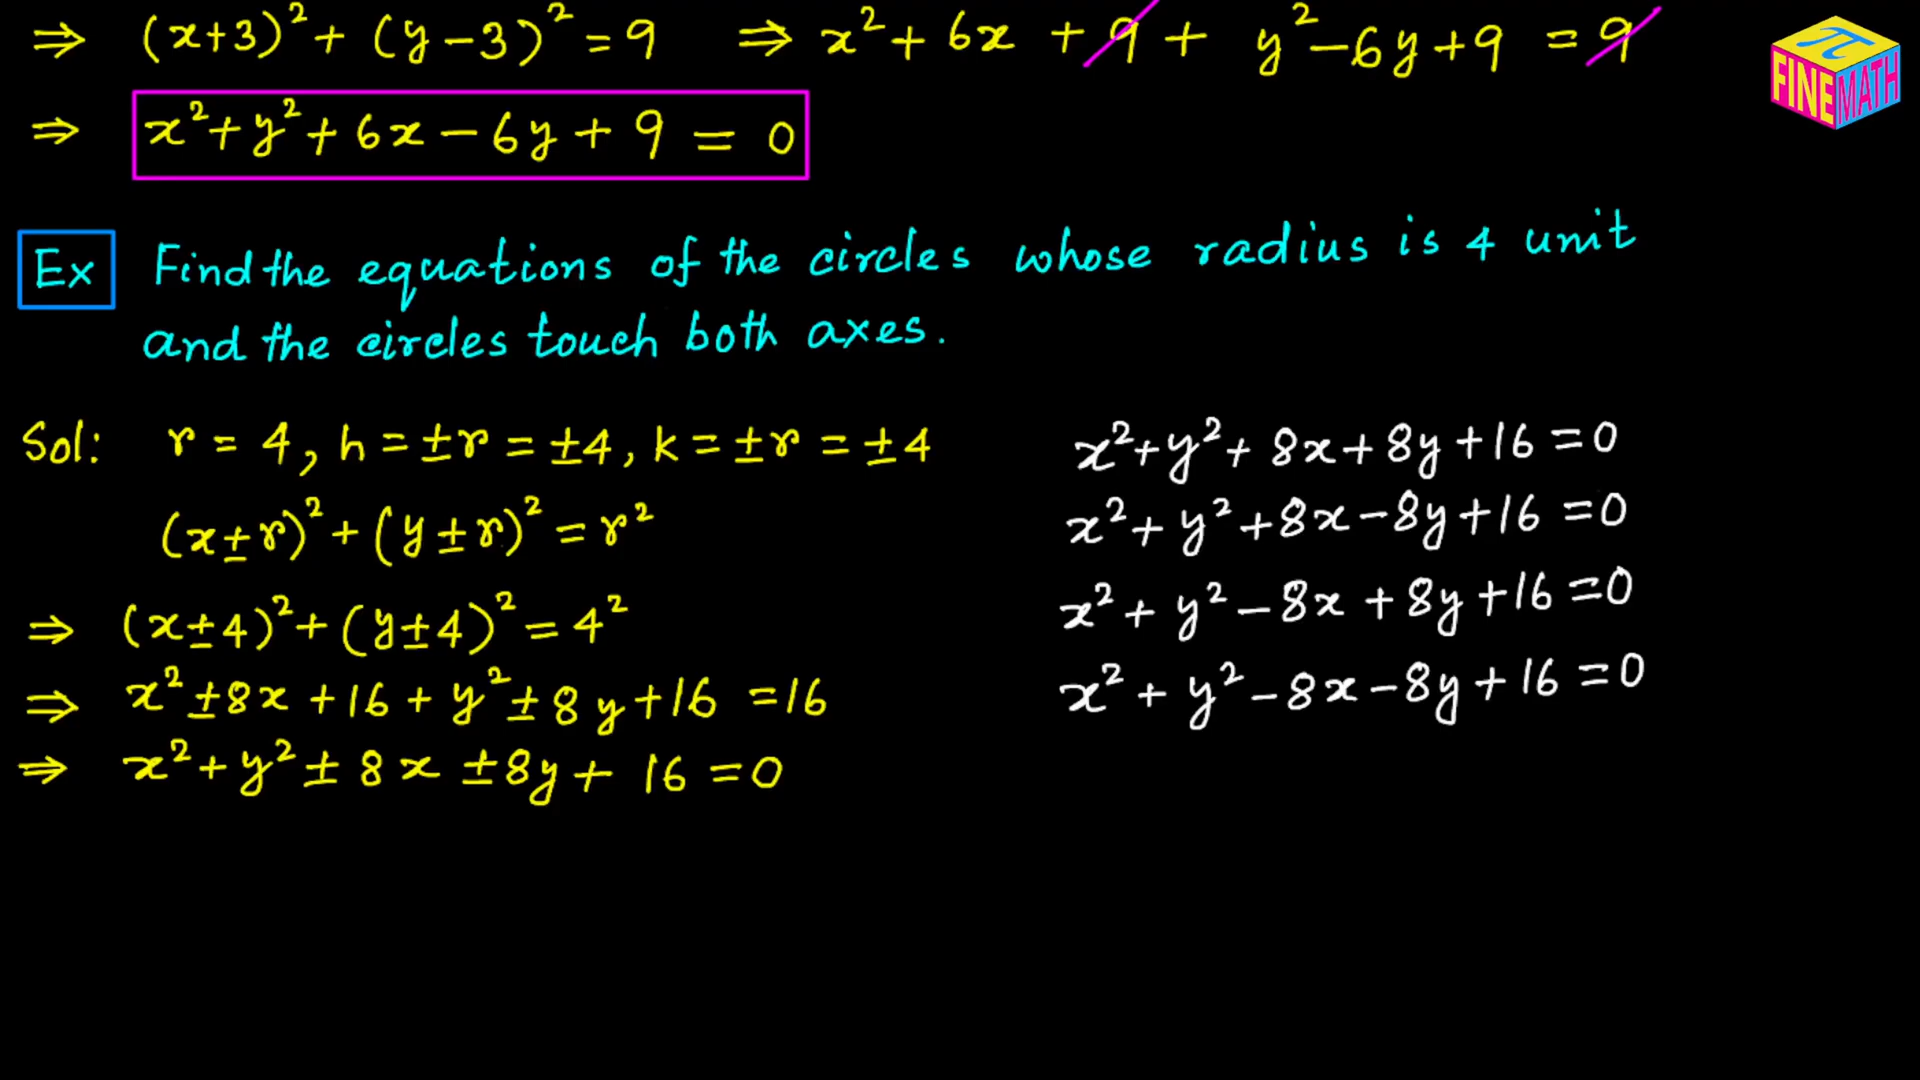 ⇒ (x+3)² + (y−3)² = 9 ⇒ x² + 6x + 9 + y² − 6y + 9 = 9
⇒ x² + y² + 6x − 6y + 9 = 0
π FINE MATH
Ex Find the equations of the circles whose radius is 4 unit
and the circles touch both axes.
Sol: r = 4, h = ±r = ±4, k = ±r = ±4
(x±r)² + (y±r)² = r²
⇒ (x±4)² + (y±4)² = 4²
⇒ x² ± 8x + 16 + y² ± 8y + 16 = 16
⇒ x² + y² ± 8x ± 8y + 16 = 0
x² + y² + 8x + 8y + 16 = 0
x² + y² + 8x − 8y + 16 = 0
x² + y² − 8x + 8y + 16 = 0
x² + y² − 8x − 8y + 16 = 0